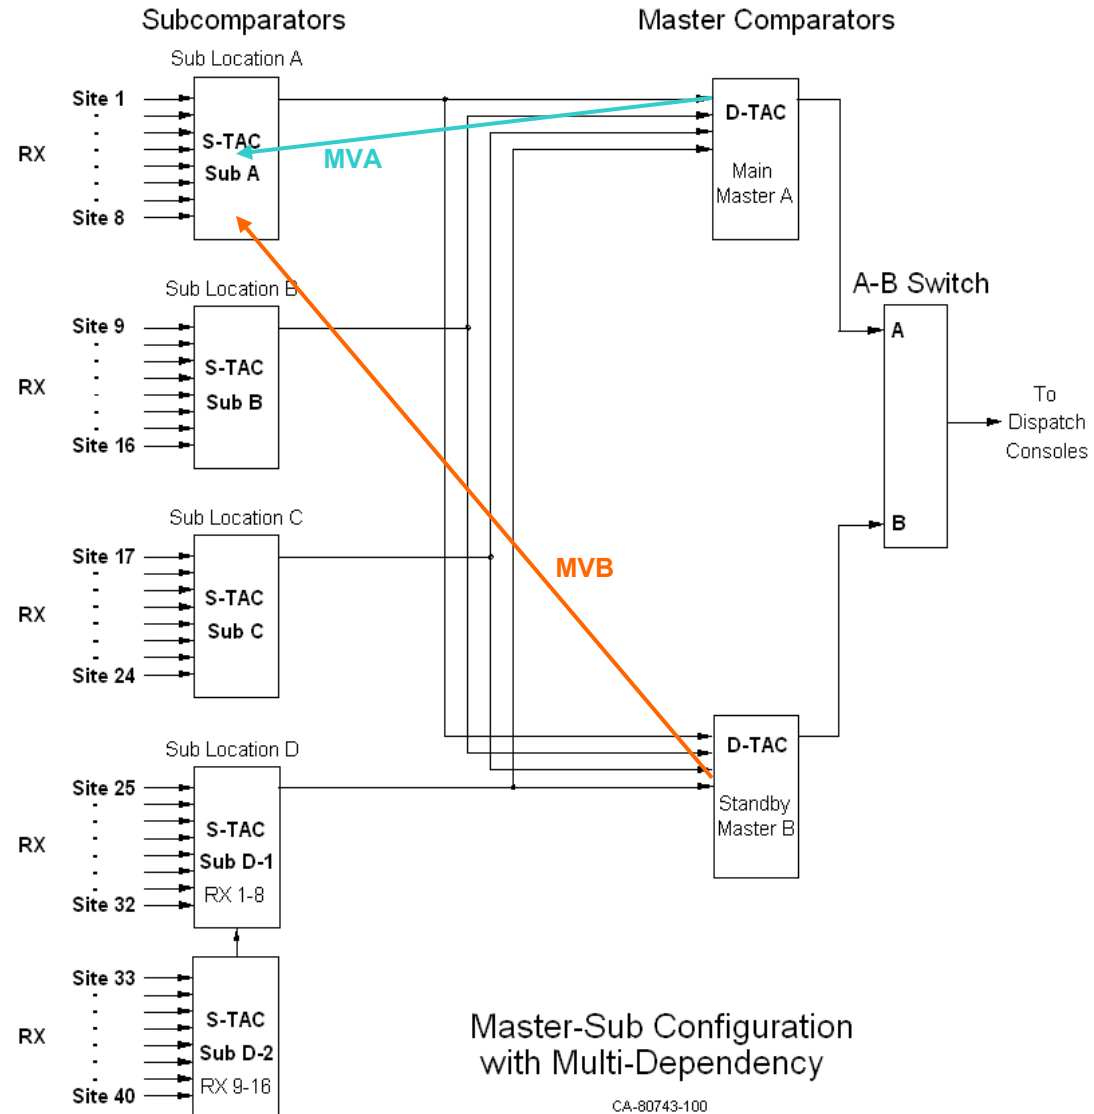 Subcomparators
Master Comparators
Sub Location A
Site 1
RX
Site 8
S-TAC
Sub A
MVA
D-TAC
Main
Master A
A-B Switch
A
B
To
Dispatch
Consoles
Sub Location B
Site 9
RX
Site 16
S-TAC
Sub B
Sub Location C
Site 17
RX
Site 24
S-TAC
Sub C
MVB
D-TAC
Standby
Master B
Sub Location D
Site 25
RX
Site 32
S-TAC
Sub D-1
RX 1-8
Site 33
RX
Site 40
S-TAC
Sub D-2
RX 9-16
Master-Sub Configuration
with Multi-Dependency
CA-80743-100